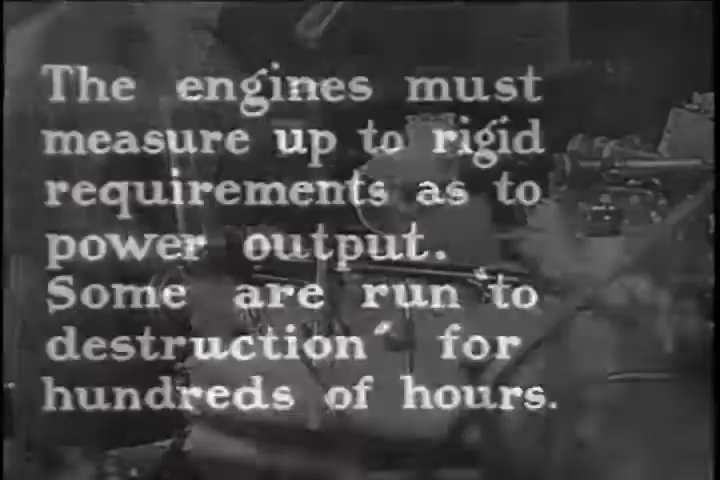 The engines must
measure up to rigid
requirements as to
power output.
Some are run "to
destruction" for
hundreds of hours.